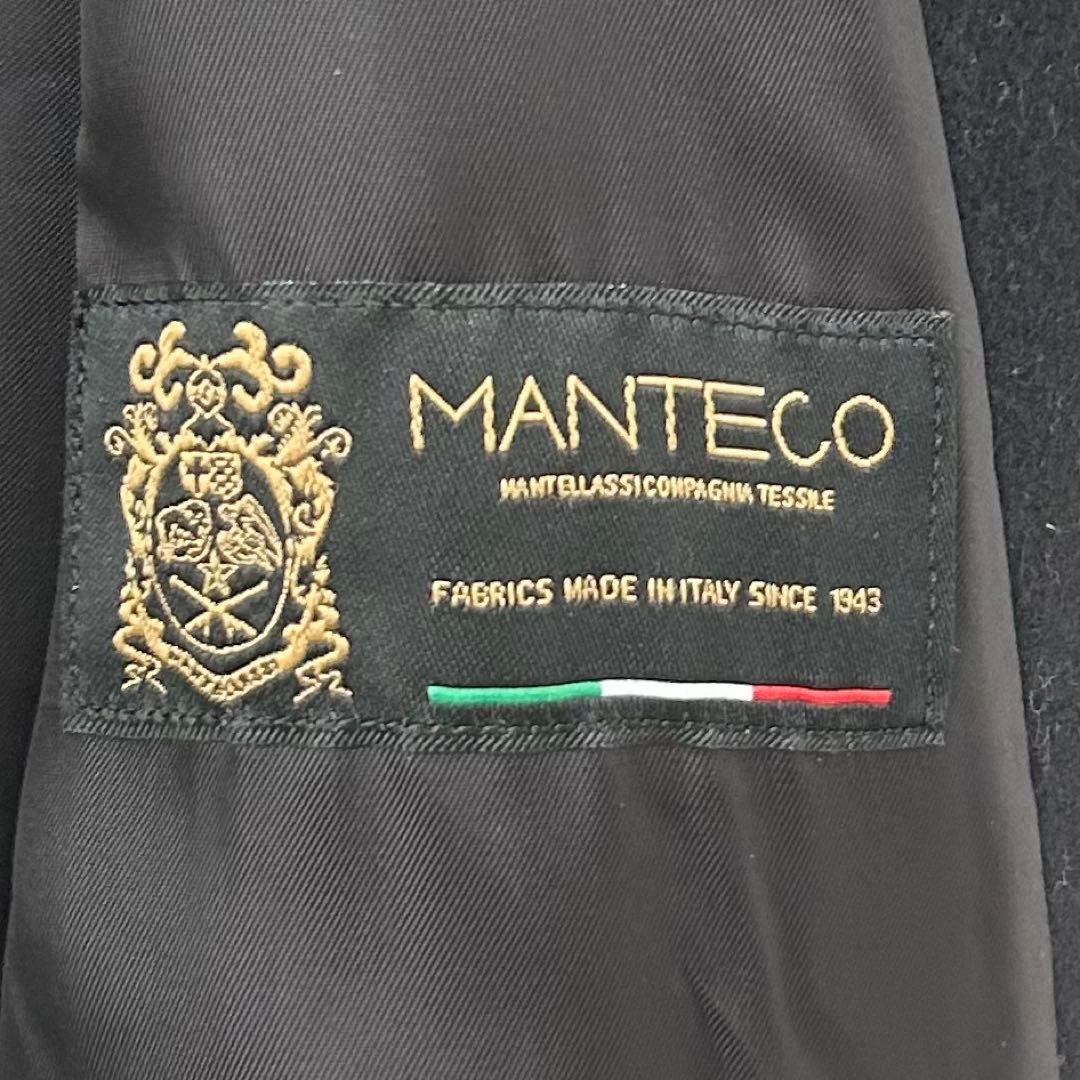 MANTECO
MANTELLASSI COMPAGNIA TESSILE
FABRICS MADE IN ITALY SINCE 1943